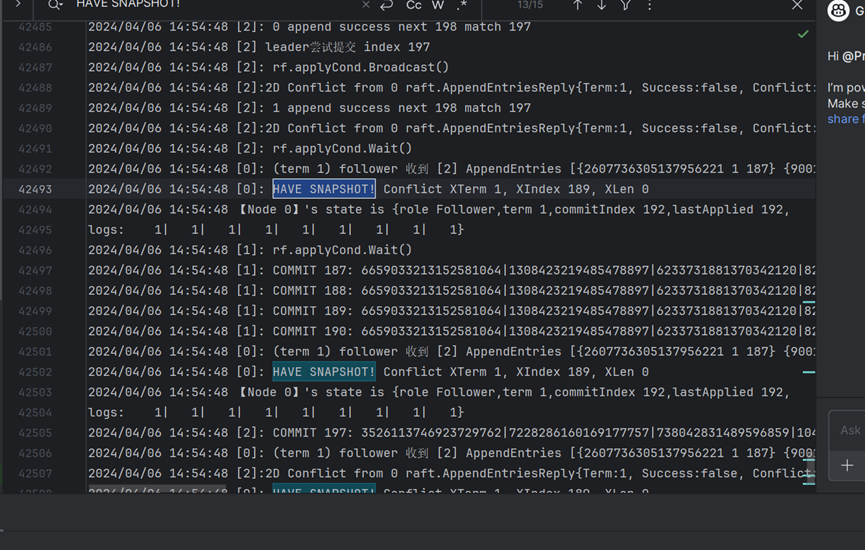 HAVE SNAPSHOT! Cc W .* 13/15
42485 2024/04/06 14:54:48 [2]: 0 append success next 198 match 197
42486 2024/04/06 14:54:48 [2] leader尝试提交 index 197
42487 2024/04/06 14:54:48 [2]: rf.applyCond.Broadcast()
42488 2024/04/06 14:54:48 [2]:2D Conflict from 0 raft.AppendEntriesReply{Term:1, Success:false, Conflict:
42489 2024/04/06 14:54:48 [2]: 1 append success next 198 match 197
42490 2024/04/06 14:54:48 [2]:2D Conflict from 0 raft.AppendEntriesReply{Term:1, Success:false, Conflict:
42491 2024/04/06 14:54:48 [2]: rf.applyCond.Wait()
42492 2024/04/06 14:54:48 [0]: (term 1) follower 收到 [2] AppendEntries [{2607736305137956221 1 187} {9001
42493 2024/04/06 14:54:48 [0]: HAVE SNAPSHOT! Conflict XTerm 1, XIndex 189, XLen 0
42494 2024/04/06 14:54:48 【Node 0】's state is {role Follower,term 1,commitIndex 192,lastApplied 192,
42495 logs: 1| 1| 1| 1| 1| 1| 1| 1| 1}
42496 2024/04/06 14:54:48 [1]: rf.applyCond.Wait()
42497 2024/04/06 14:54:48 [1]: COMMIT 187: 6659033213152581064|1308423219485478897|6233731881370342120|82
42498 2024/04/06 14:54:48 [1]: COMMIT 188: 6659033213152581064|1308423219485478897|6233731881370342120|82
42499 2024/04/06 14:54:48 [1]: COMMIT 189: 6659033213152581064|1308423219485478897|6233731881370342120|82
42500 2024/04/06 14:54:48 [1]: COMMIT 190: 6659033213152581064|1308423219485478897|6233731881370342120|82
42501 2024/04/06 14:54:48 [0]: (term 1) follower 收到 [2] AppendEntries [{2607736305137956221 1 187} {9001
42502 2024/04/06 14:54:48 [0]: HAVE SNAPSHOT! Conflict XTerm 1, XIndex 189, XLen 0
42503 2024/04/06 14:54:48 【Node 0】's state is {role Follower,term 1,commitIndex 192,lastApplied 192,
42504 logs: 1| 1| 1| 1| 1| 1| 1| 1| 1}
42505 2024/04/06 14:54:48 [2]: COMMIT 197: 3526113746923729762|7228286160169177757|738042831489596859|104
42506 2024/04/06 14:54:48 [0]: (term 1) follower 收到 [2] AppendEntries [{2607736305137956221 1 187} {9001
42507 2024/04/06 14:54:48 [2]:2D Conflict from 0 raft.AppendEntriesReply{Term:1, Success:false, Conflict:
42508 2024/04/06 14:54:48 [0]: HAVE SNAPSHOT! Conflict XTerm 1, XIndex 189, XLen 0
G
Hi @Pr
I'm pow
Make s
share f
Ask